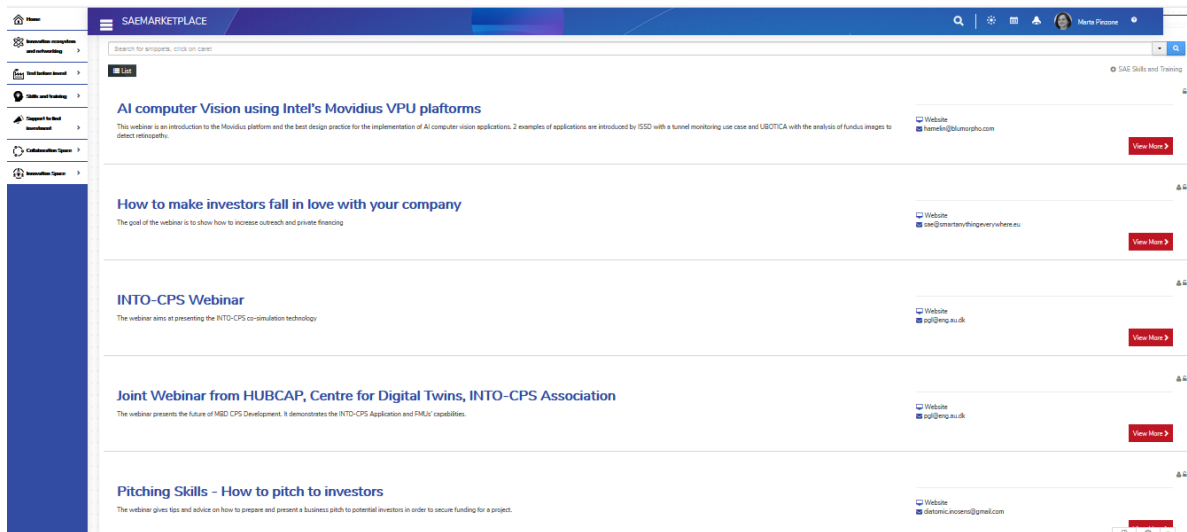 Home
SAEMARKETPLACE
Marta Pinzone
Innovation ecosystem
and networking
Search for snippets, click on caret
Test before invest
List
SAE Skills and Training
Skills and training
AI computer Vision using Intel's Movidius VPU plaftorms
This webinar is an introduction to the Movidius platform and the best design practice for the implementation of AI computer vision applications. 2 examples of applications are introduced by ISSD with a tunnel monitoring use case and UBOTICA with the analysis of fundus images to
detect retinopathy.
Website
hamelin@blumorpho.com
View More
Support to find
investment
Collaboration Space
Innovation Space
How to make investors fall in love with your company
The goal of the webinar is to show how to increase outreach and private financing
Website
sae@smartanythingeverywhere.eu
View More
INTO-CPS Webinar
The webinar aims at presenting the INTO-CPS co-simulation technology
Website
pgl@eng.au.dk
View More
Joint Webinar from HUBCAP, Centre for Digital Twins, INTO-CPS Association
The webinar presents the future of MBD CPS Development. It demonstrates the INTO-CPS Application and FMUs' capabilities.
Website
pgl@eng.au.dk
View More
Pitching Skills - How to pitch to investors
The webinar gives tips and advice on how to prepare and present a business pitch to potential investors in order to secure funding for a project.
Website
diatomic.inosens@gmail.com